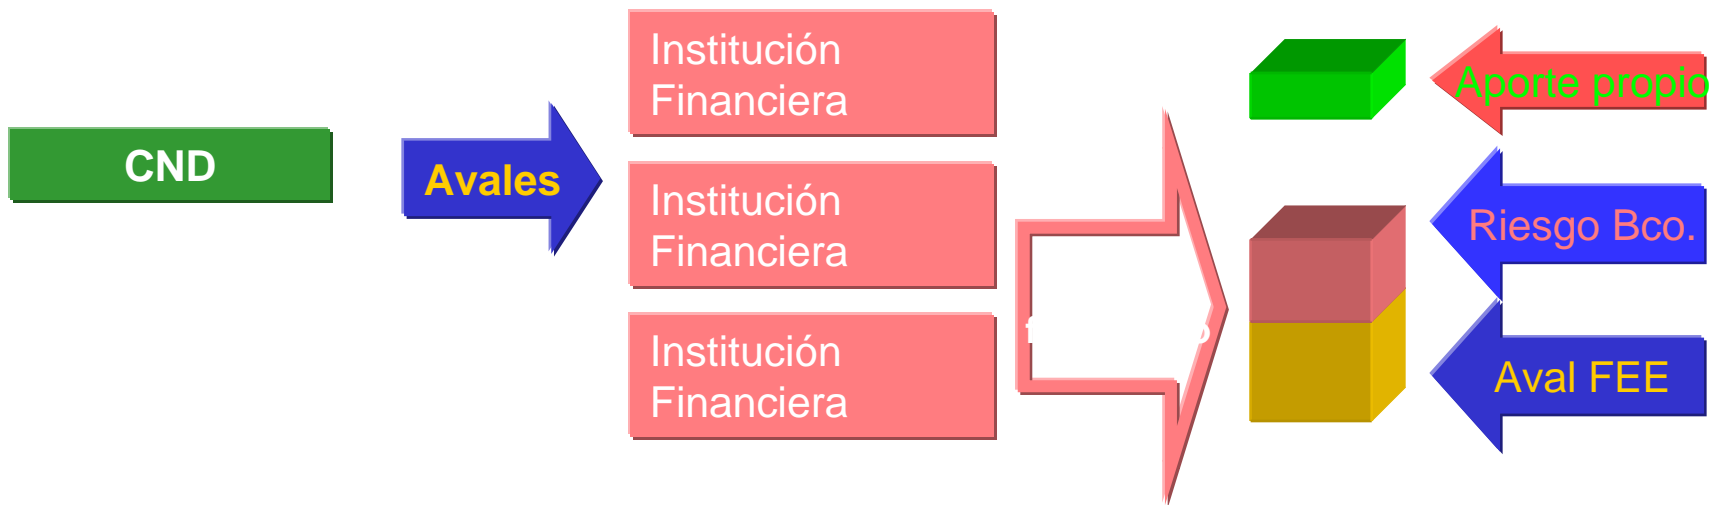 CND
Avales
Institución
Financiera
Institución
Financiera
Institución
Financiera
Aporte propio
Riesgo Bco.
Aval FEE